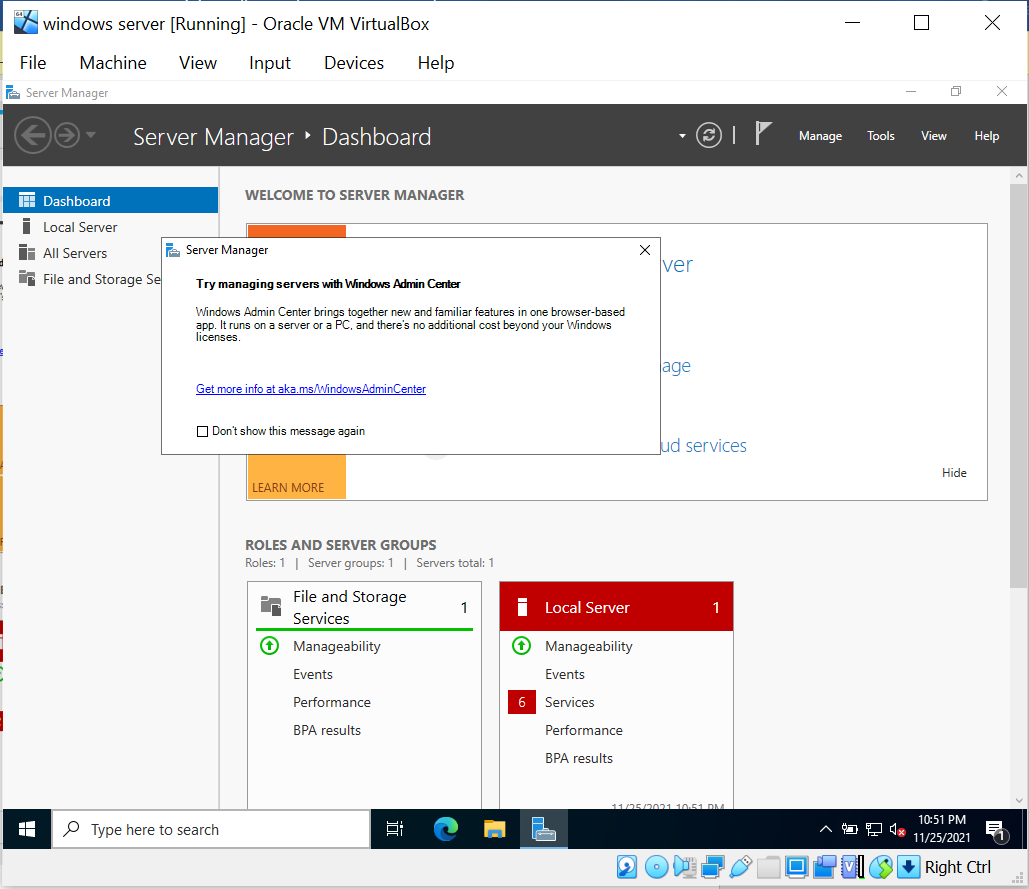 windows server [Running] - Oracle VM VirtualBox
File Machine View Input Devices Help
Server Manager
Server Manager Dashboard
Manage Tools View Help
Dashboard
Local Server
All Servers
File and Storage Se
WELCOME TO SERVER MANAGER
Server Manager
Try managing servers with Windows Admin Center
Windows Admin Center brings together new and familiar features in one browser-based
app. It runs on a server or a PC, and there's no additional cost beyond your Windows
licenses.
Get more info at aka.ms/WindowsAdminCenter
Don't show this message again
ver
age
ud services
Hide
LEARN MORE
ROLES AND SERVER GROUPS
Roles: 1 | Server groups: 1 | Servers total: 1
File and Storage
Services
1
Manageability
Events
Performance
BPA results
Local Server 1
Manageability
Events
6 Services
Performance
BPA results
11/25/2021 10:51 PM
Type here to search
10:51 PM
11/25/2021
1
Right Ctrl